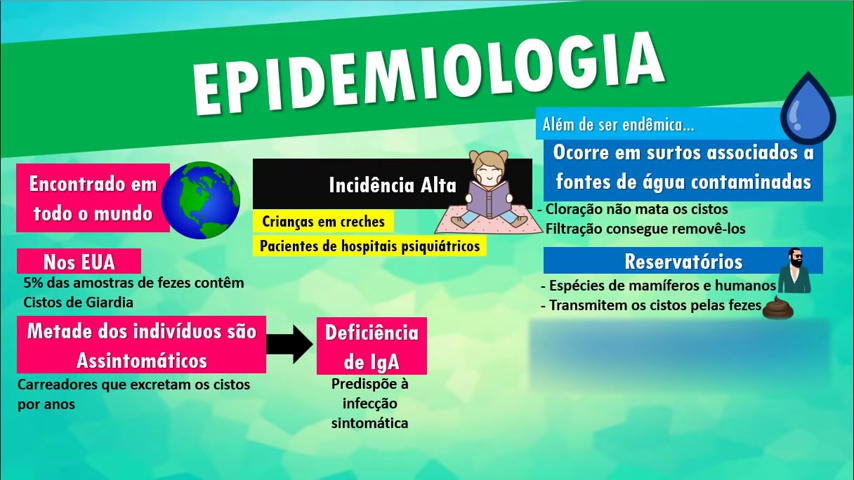 EPIDEMIOLOGIA
Encontrado em
todo o mundo
Nos EUA
5% das amostras de fezes contêm
Cistos de Giardia
Metade dos indivíduos são
Assintomáticos
Carreadores que excretam os cistos
por anos
Deficiência
de IgA
Predispõe à
infecção
sintomática
Incidência Alta
Crianças em creches
Pacientes de hospitais psiquiátricos
Além de ser endêmica...
Ocorre em surtos associados a
fontes de água contaminadas
- Cloração não mata os cistos
- Filtração consegue removê-los
Reservatórios
- Espécies de mamíferos e humanos
- Transmitem os cistos pelas fezes